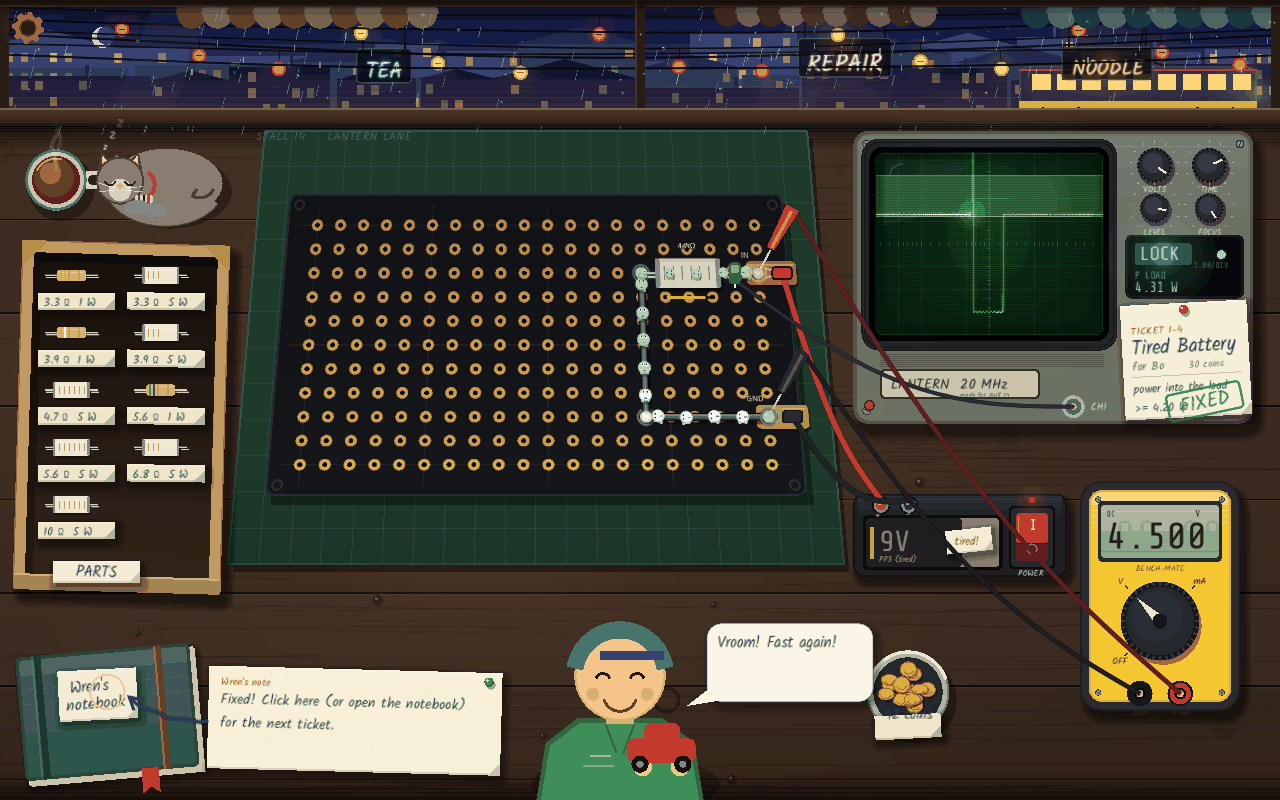 TEA
REPAIR
NOODLE
z
z
z
STALL 14 · LANTERN LANE
3.3 Ω 1 W
3.3 Ω 5 W
3.9 Ω 1 W
3.9 Ω 5 W
4.7 Ω 5 W
5.6 Ω 1 W
5.6 Ω 5 W
6.8 Ω 5 W
10 Ω 5 W
PARTS
IN
GND
VOLTS
TIME
LEVEL
FOCUS
LOCK
P LOAD
4.31 W
TICKET 1-4
Tired Battery
for Bo 30 coins
power into the load
>= 4.20
FIXED
LANTERN 20 MHz
CH1
9V
PP3 (tired)
tired!
I
POWER
DC V
4.500
BENCH-MATE
V
mA
OFF
Wren's
notebook
Wren's note
Fixed! Click here (or open the notebook)
for the next ticket.
Vroom! Fast again!
coins